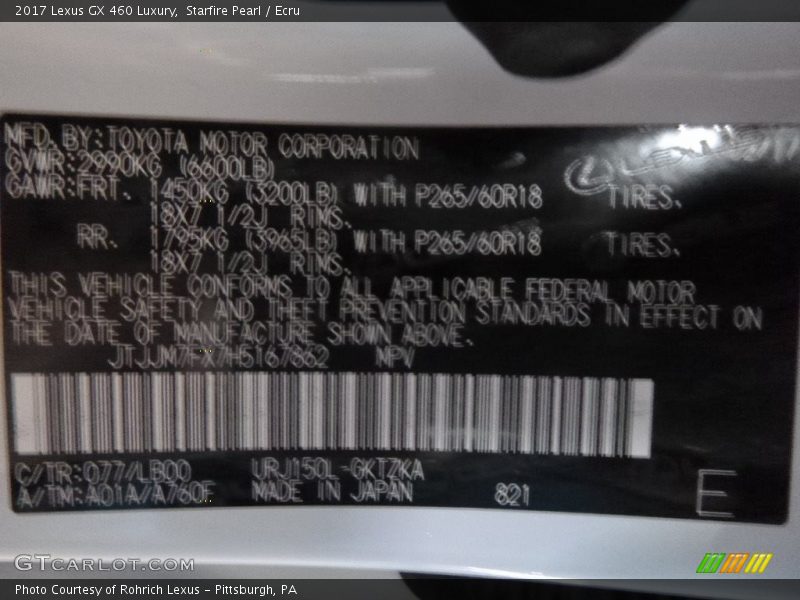 2017 Lexus GX 460 Luxury, Starfire Pearl / Ecru
MFD. BY: TOYOTA MOTOR CORPORATION
GVWR: 2990KG (6600LB)
GAWR: FRT. 1450KG (3200LB) WITH P265/60R18 TIRES,
18X7 1/2J RIMS.
RR. 1795KG (3965LB) WITH P265/60R18 TIRES,
18X7 1/2J RIMS.
THIS VEHICLE CONFORMS TO ALL APPLICABLE FEDERAL MOTOR
VEHICLE SAFETY AND THEFT PREVENTION STANDARDS IN EFFECT ON
THE DATE OF MANUFACTURE SHOWN ABOVE.
JTJJM7FX7H5167862 MPV
C/TR: 077/LB00 URJ150L-GKTZKA
A/TM: A01A/A760F MADE IN JAPAN 821
E
GTCARLOT.COM
Photo Courtesy of Rohrich Lexus - Pittsburgh, PA